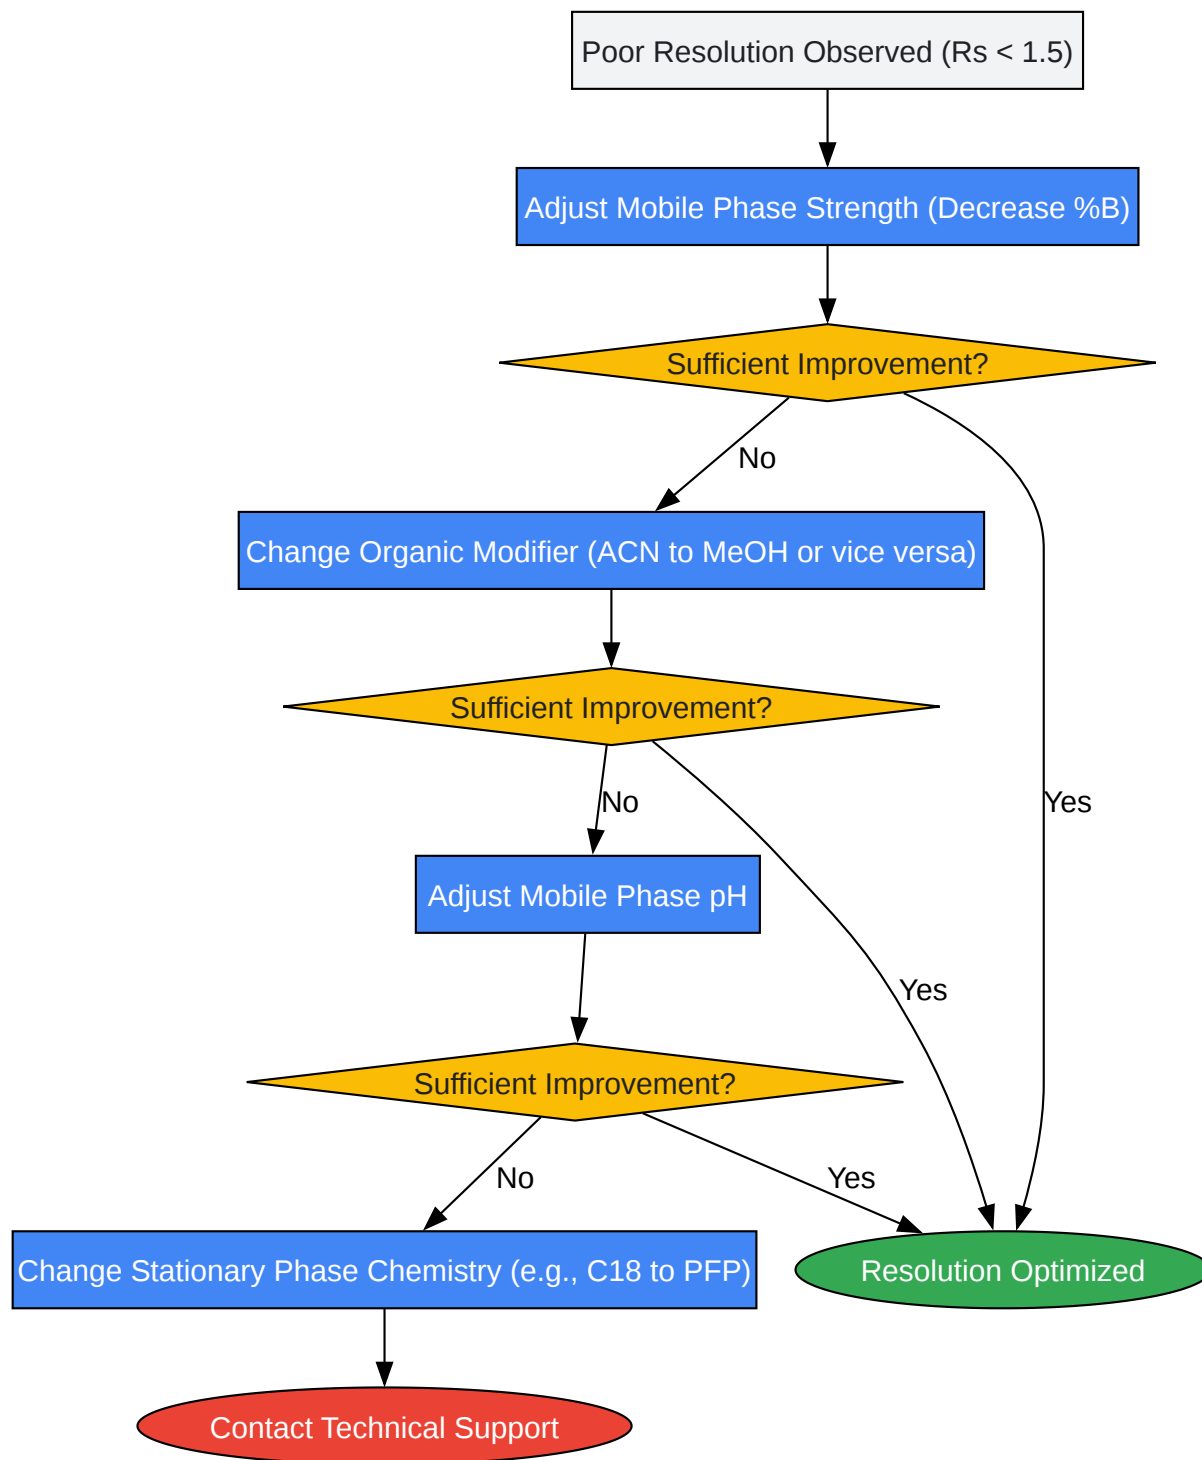 Poor Resolution Observed (Rs < 1.5)
Adjust Mobile Phase Strength (Decrease %B)
Sufficient Improvement?
No
Change Organic Modifier (ACN to MeOH or vice versa)
Sufficient Improvement?
No
Yes
Adjust Mobile Phase pH
Yes
Sufficient Improvement?
No
Yes
Change Stationary Phase Chemistry (e.g., C18 to PFP)
Resolution Optimized
Contact Technical Support